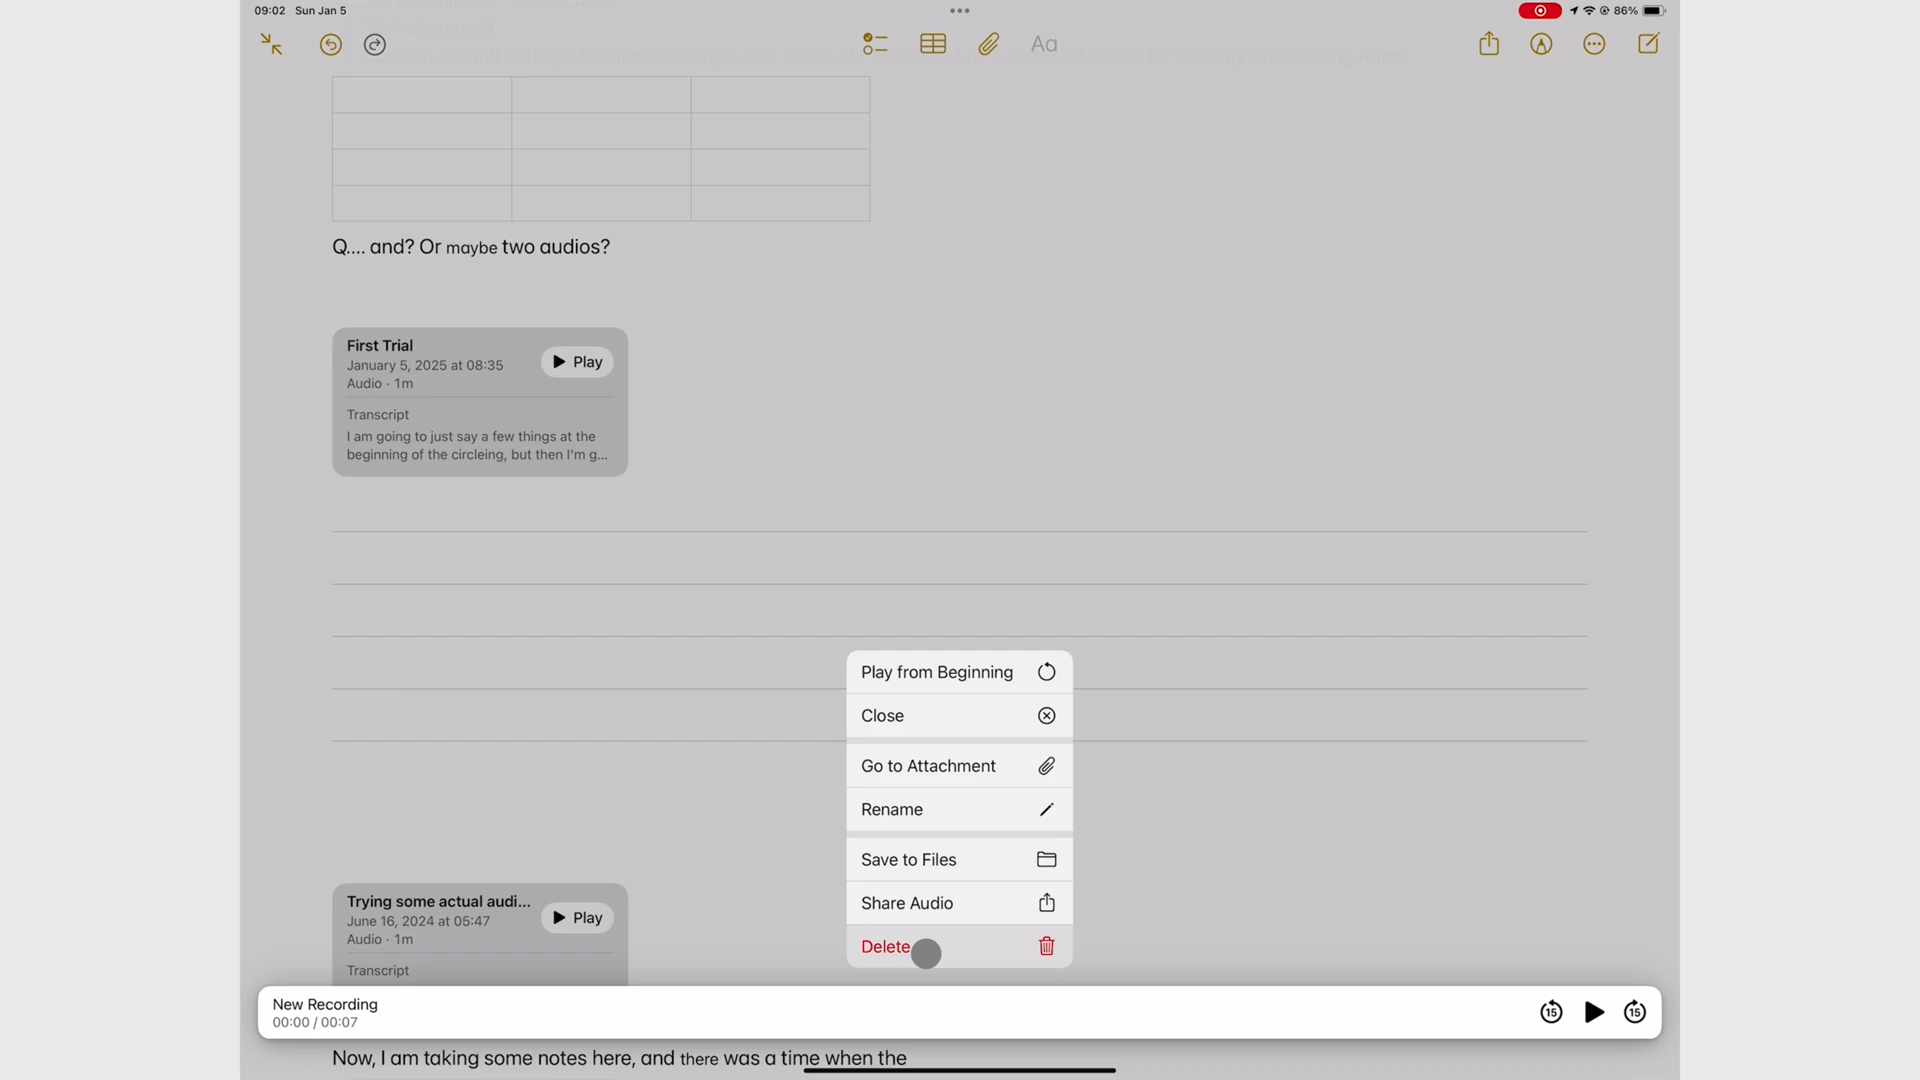 09:02 Sun Jan 5
86%
Aa
Q.... and? Or maybe two audios?
First Trial
January 5, 2025 at 08:35
Audio · 1m
Play
Transcript
I am going to just say a few things at the
beginning of the circleing, but then I'm g...
Play from Beginning
Close
Go to Attachment
Rename
Save to Files
Share Audio
Delete
Trying some actual audi...
June 16, 2024 at 05:47
Audio · 1m
Play
Transcript
New Recording
00:00 / 00:07
15
15
Now, I am taking some notes here, and there was a time when the